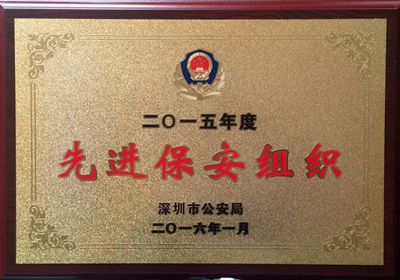 二〇一五年度
先进保安组织
深圳市公安局
二〇一六年一月